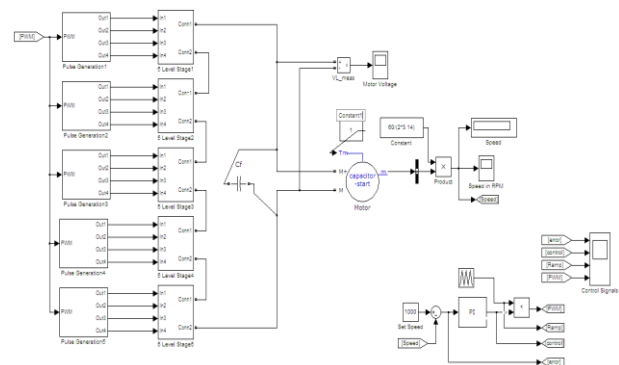 [PWM]
PWM
Out1
Out2
Out3
Out4
In1
In2
In3
In4
Conn1
Conn2
Pulse Generation1
5 Level Stage1
PWM
Out1
Out2
Out3
Out4
In1
In2
In3
In4
Conn1
Conn2
Pulse Generation2
5 Level Stage2
PWM
Out1
Out2
Out3
Out4
In1
In2
In3
In4
Conn1
Conn2
Pulse Generation3
5 Level Stage3
PWM
Out1
Out2
Out3
Out4
In1
In2
In3
In4
Conn1
Conn2
Pulse Generation4
5 Level Stage4
PWM
Out1
Out2
Out3
Out4
In1
In2
In3
In4
Conn1
Conn2
Pulse Generation5
5 Level Stage5
Cf
VL_meas
Motor Voltage
Constant1
1
60/(2*3.14)
Constant
Tm
M+
M
capacitor
-start
m
Motor
Product
Speed
Speed in RPM
[Speed]
[error]
[control]
[Ramp]
[PWM]
Control Signals
1000
Set Speed
[Speed]
PI
[PWM]
[Ramp]
[control]
[error]